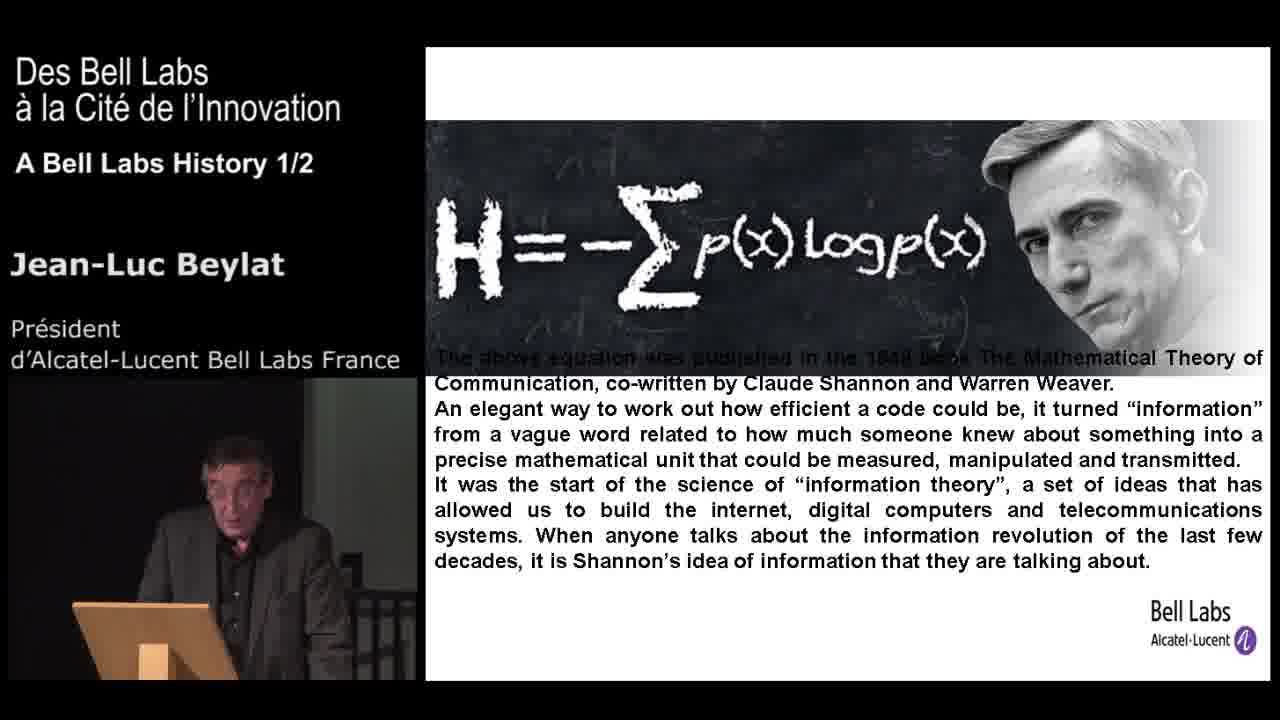 Des Bell Labs
à la Cité de l'Innovation
A Bell Labs History 1/2
Jean-Luc Beylat
Président
d'Alcatel-Lucent Bell Labs France
H = -∑ p(x) Log p(x)
The above equation was published in the 1949 book The Mathematical Theory of
Communication, co-written by Claude Shannon and Warren Weaver.
An elegant way to work out how efficient a code could be, it turned “information”
from a vague word related to how much someone knew about something into a
precise mathematical unit that could be measured, manipulated and transmitted.
It was the start of the science of “information theory”, a set of ideas that has
allowed us to build the internet, digital computers and telecommunications
systems. When anyone talks about the information revolution of the last few
decades, it is Shannon’s idea of information that they are talking about.
Bell Labs
Alcatel·Lucent